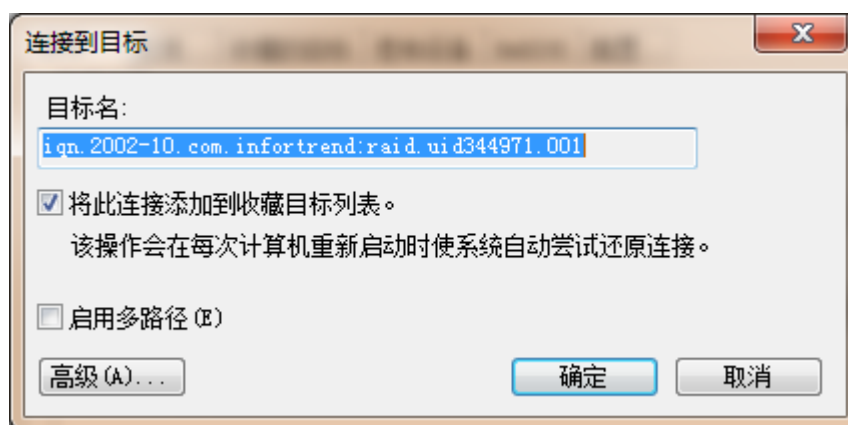 连接到目标
目标名:
iqn.2002-10.com.infortrend:raid.uid344971.001
将此连接添加到收藏目标列表。
该操作会在每次计算机重新启动时使系统自动尝试还原连接。
启用多路径(E)
高级(A)... 确定 取消